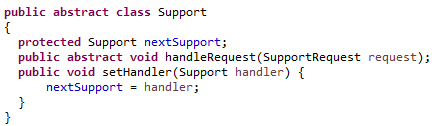 public abstract class Support
{
  protected Support nextSupport;
  public abstract void handleRequest(SupportRequest request);
  public void setHandler(Support handler) {
      nextSupport = handler;
  }
}